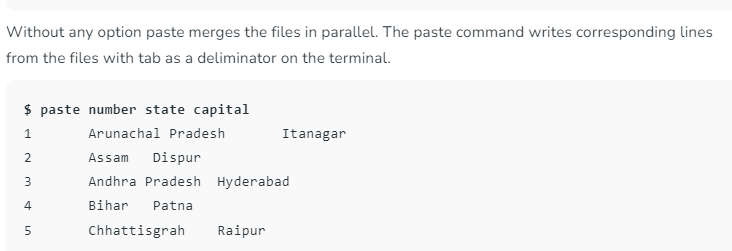 Without any option paste merges the files in parallel. The paste command writes corresponding lines
from the files with tab as a deliminator on the terminal.
$ paste number state capital
1       Arunachal Pradesh       Itanagar
2       Assam   Dispur
3       Andhra Pradesh  Hyderabad
4       Bihar   Patna
5       Chhattisgrah    Raipur